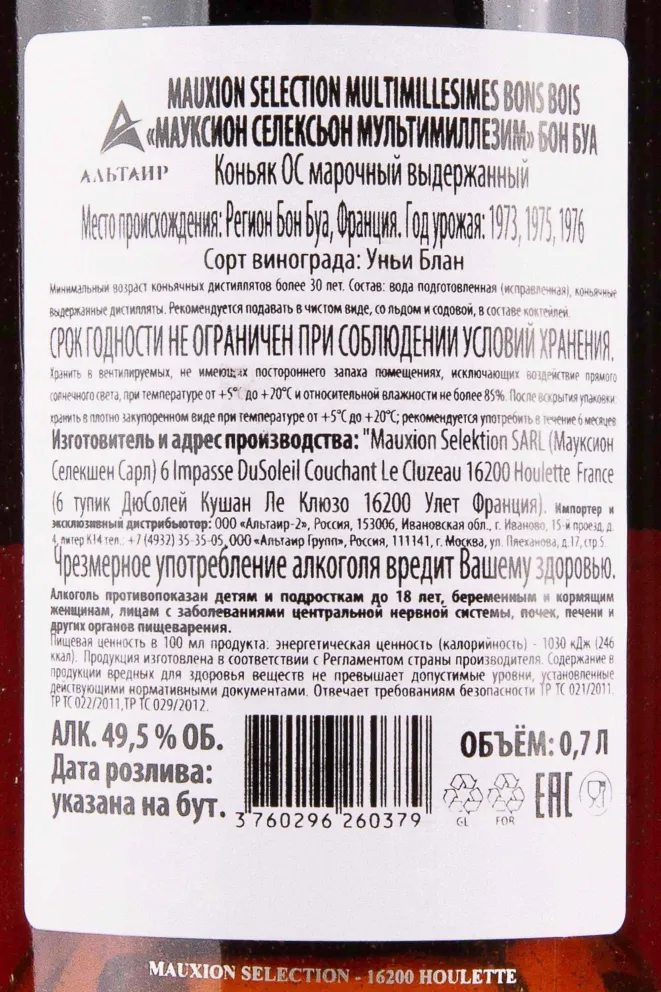 MAUXION SELECTION MULTIMILLESIMES BONS BOIS
«МАУКСИОН СЕЛЕКСЬОН МУЛЬТИМИЛЛЕЗИМ» БОН БУА
АЛЬТАИР
Коньяк ОС марочный выдержанный
Место происхождения: Регион Бон Буа, Франция. Год урожая: 1973, 1975, 1976
Сорт винограда: Уньи Блан
Минимальный возраст коньячных дистиллятов более 30 лет. Состав: вода подготовленная (исправленная), коньячные
выдержанные дистилляты. Рекомендуется подавать в чистом виде, со льдом и содовой, в составе коктейлей.
СРОК ГОДНОСТИ НЕ ОГРАНИЧЕН ПРИ СОБЛЮДЕНИИ УСЛОВИЙ ХРАНЕНИЯ.
Хранить в вентилируемых, не имеющих постороннего запаха помещениях, исключающих воздействие прямого
солнечного света, при температуре от +5°С до +20°С и относительной влажности не более 85%. После вскрытия упаковки
хранить в плотно закупоренном виде при температуре от +5°С до +20°С; рекомендуется употребить в течение 6 месяцев
Изготовитель и адрес производства: "Mauxion Selektion SARL (Мауксион
Селекшен Сарл) 6 Impasse DuSoleil Couchant Le Cluzeau 16200 Houlette France
(6 тупик ДюСолей Кушан Ле Клюзо 16200 Улет Франция). Импортер и
эксклюзивный дистрибьютор: ООО «Альтаир-2», Россия, 153006, Ивановская обл., г. Иваново, 15-й проезд, д.
4, литер К14 тел.: +7 (4932) 35-35-05, ООО «Альтаир Групп», Россия, 111141, г. Москва, ул. Плеханова, д.17, стр.5.
Чрезмерное употребление алкоголя вредит Вашему здоровью.
Алкоголь противопоказан детям и подросткам до 18 лет, беременным и кормящим
женщинам, лицам с заболеваниями центральной нервной системы, почек, печени и
других органов пищеварения.
Пищевая ценность в 100 мл продукта: энергетическая ценность (калорийность) - 1030 кДж (246
ккал). Продукция изготовлена в соответствии с Регламентом страны производителя. Содержание в
продукции вредных для здоровья веществ не превышает допустимые уровни, установленные
действующими нормативными документами. Отвечает требованиям безопасности ТР ТС 021/2011,
ТР ТС 022/2011,ТР ТС 029/2012.
АЛК. 49,5 % ОБ.
Дата розлива:
указана на бут.
3 760296 260379
ОБЪЁМ: 0,7 Л
GL
FOR
EAC
MAUXION SELECTION - 16200 HOULETTE